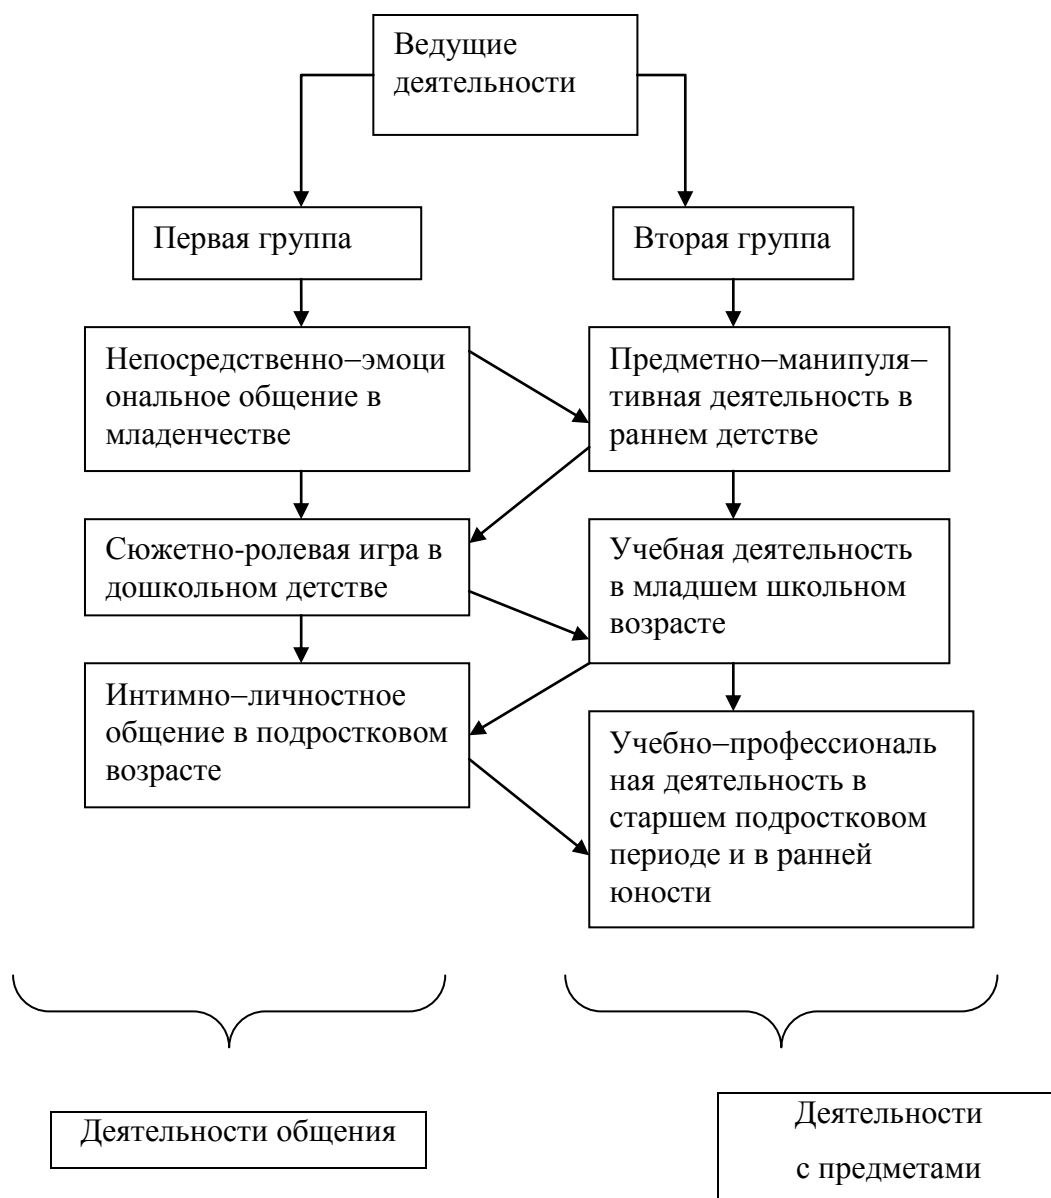 Ведущие
деятельности
Первая группа
Вторая группа
Непосредственно–эмоци
ональное общение в
младенчестве
Предметно–манипуля–
тивная деятельность в
раннем детстве
Сюжетно-ролевая игра в
дошкольном детстве
Учебная деятельность
в младшем школьном
возрасте
Интимно–личностное
общение в подростковом
возрасте
Учебно–профессиональ
ная деятельность в
старшем подростковом
периоде и в ранней
юности
Деятельности общения
Деятельности
с предметами